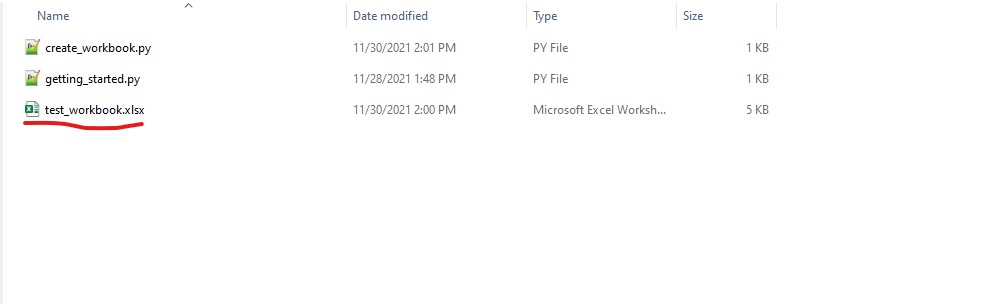 Name Date modified Type Size
create_workbook.py 11/30/2021 2:01 PM PY File 1 KB
getting_started.py 11/28/2021 1:48 PM PY File 1 KB
test_workbook.xlsx 11/30/2021 2:00 PM Microsoft Excel Worksh... 5 KB